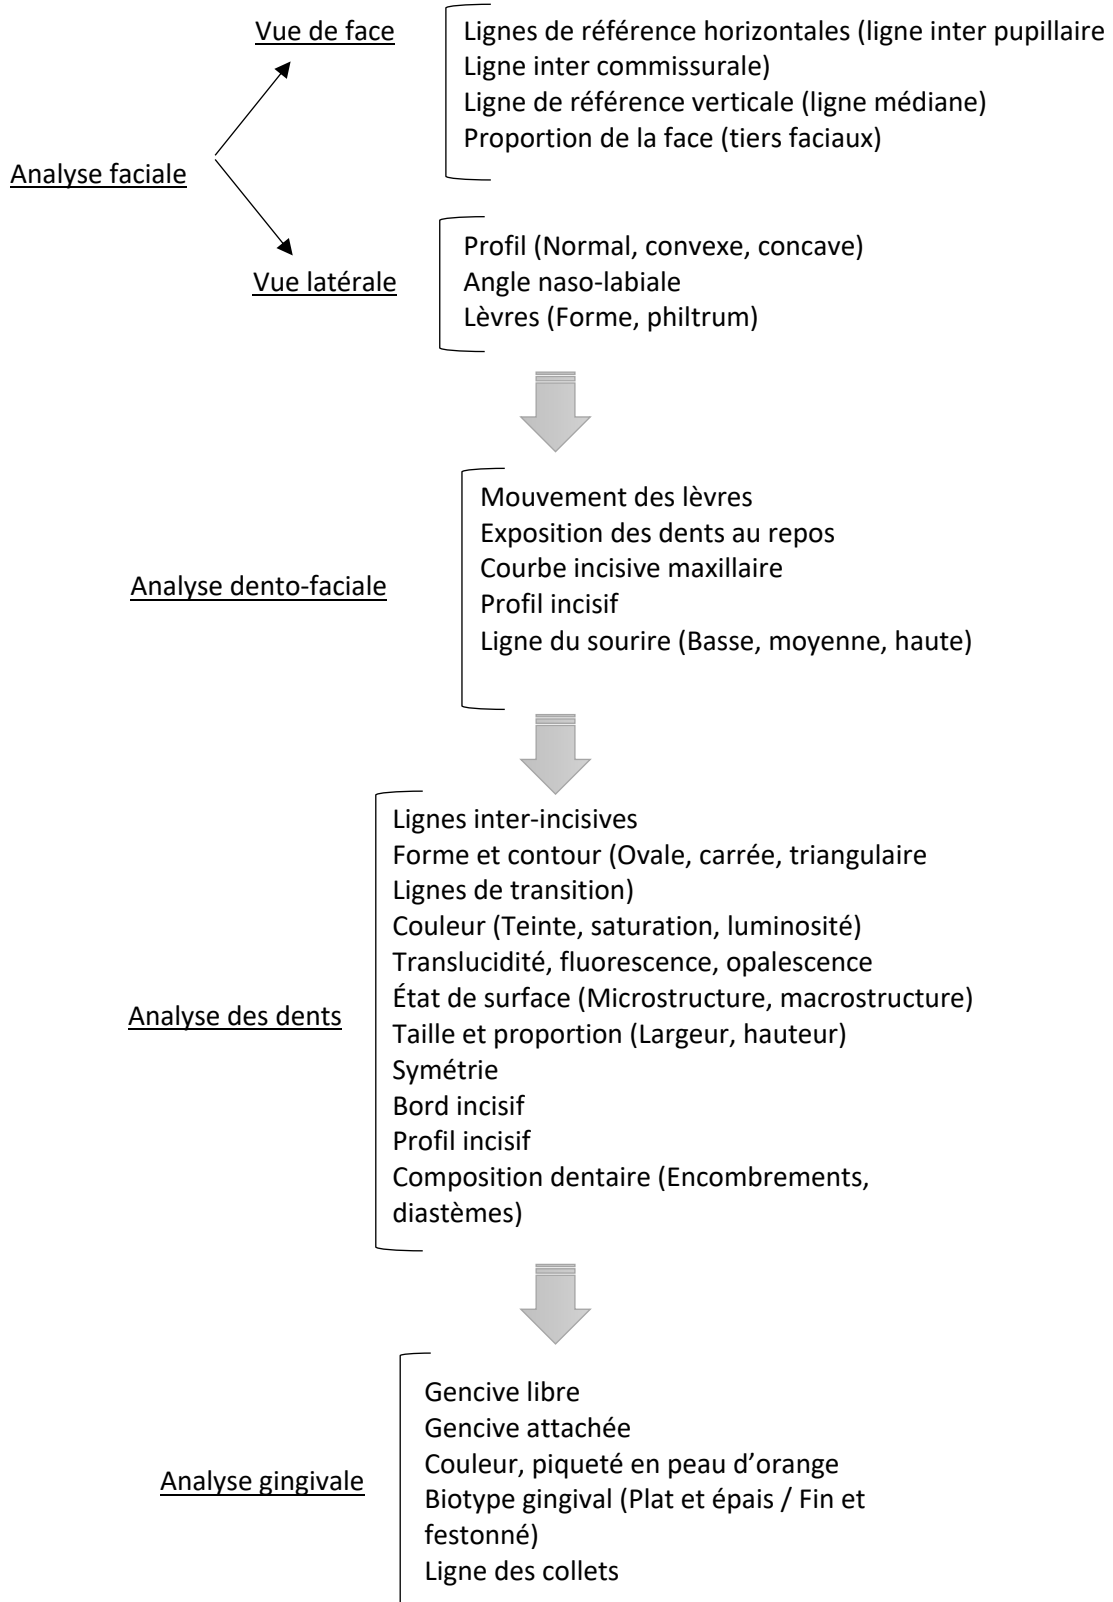 Vue de face
Lignes de référence horizontales (ligne inter pupillaire
Ligne inter commissurale)
Ligne de référence verticale (ligne médiane)
Proportion de la face (tiers faciaux)
Analyse faciale
Vue latérale
Profil (Normal, convexe, concave)
Angle naso-labiale
Lèvres (Forme, philtrum)
Analyse dento-faciale
Mouvement des lèvres
Exposition des dents au repos
Courbe incisive maxillaire
Profil incisif
Ligne du sourire (Basse, moyenne, haute)
Analyse des dents
Lignes inter-incisives
Forme et contour (Ovale, carrée, triangulaire
Lignes de transition)
Couleur (Teinte, saturation, luminosité)
Translucidité, fluorescence, opalescence
État de surface (Microstructure, macrostructure)
Taille et proportion (Largeur, hauteur)
Symétrie
Bord incisif
Profil incisif
Composition dentaire (Encombrements,
diastèmes)
Analyse gingivale
Gencive libre
Gencive attachée
Couleur, piqueté en peau d’orange
Biotype gingival (Plat et épais / Fin et
festonné)
Ligne des collets